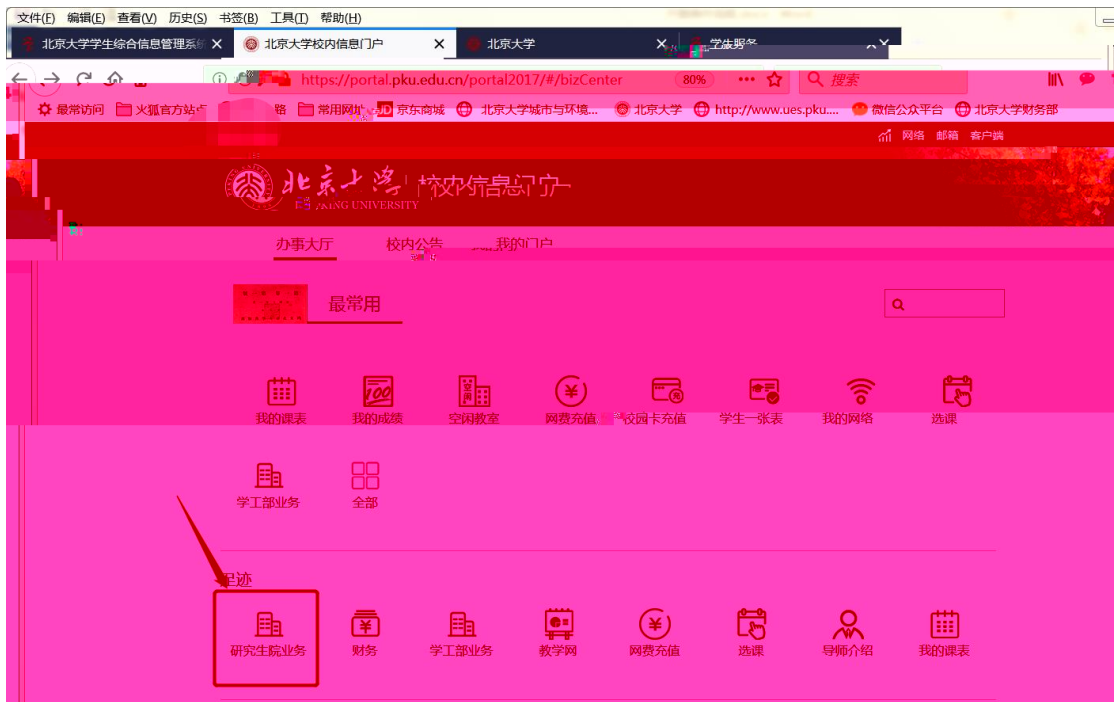 文件(F) 编辑(E) 查看(V) 历史(S) 书签(B) 工具(T) 帮助(H)
北京大学学生综合信息管理系统 × 北京大学校内信息门户 × 北京大学 × 学生服务 ×
https://portal.pku.edu.cn/portal2017/#/bizCenter 80% 搜索
最常访问 火狐官方站点 常用网址 JD 京东商城 北京大学城市与环境... 北京大学 http://www.ues.pku.... 微信公众平台 北京大学财务部
网络 邮箱 客户端
北京大学 校内信息门户
PEKING UNIVERSITY
办事大厅 校内公告 我的门户
最常用
我的课表 我的成绩 空闲教室 网费充值 校园卡充值 学生一张表 我的网络 选课
学工部业务 全部
足迹
研究生院业务 财务 学工部业务 教学网 网费充值 选课 导师介绍 我的课表